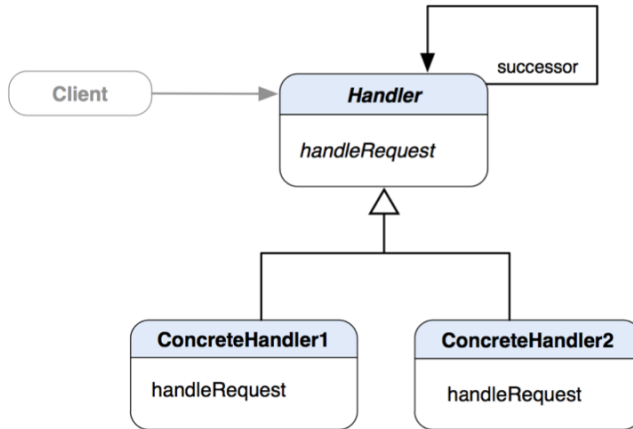 successor
Client
Handler
handleRequest
ConcreteHandler1
ConcreteHandler2
handleRequest
handleRequest